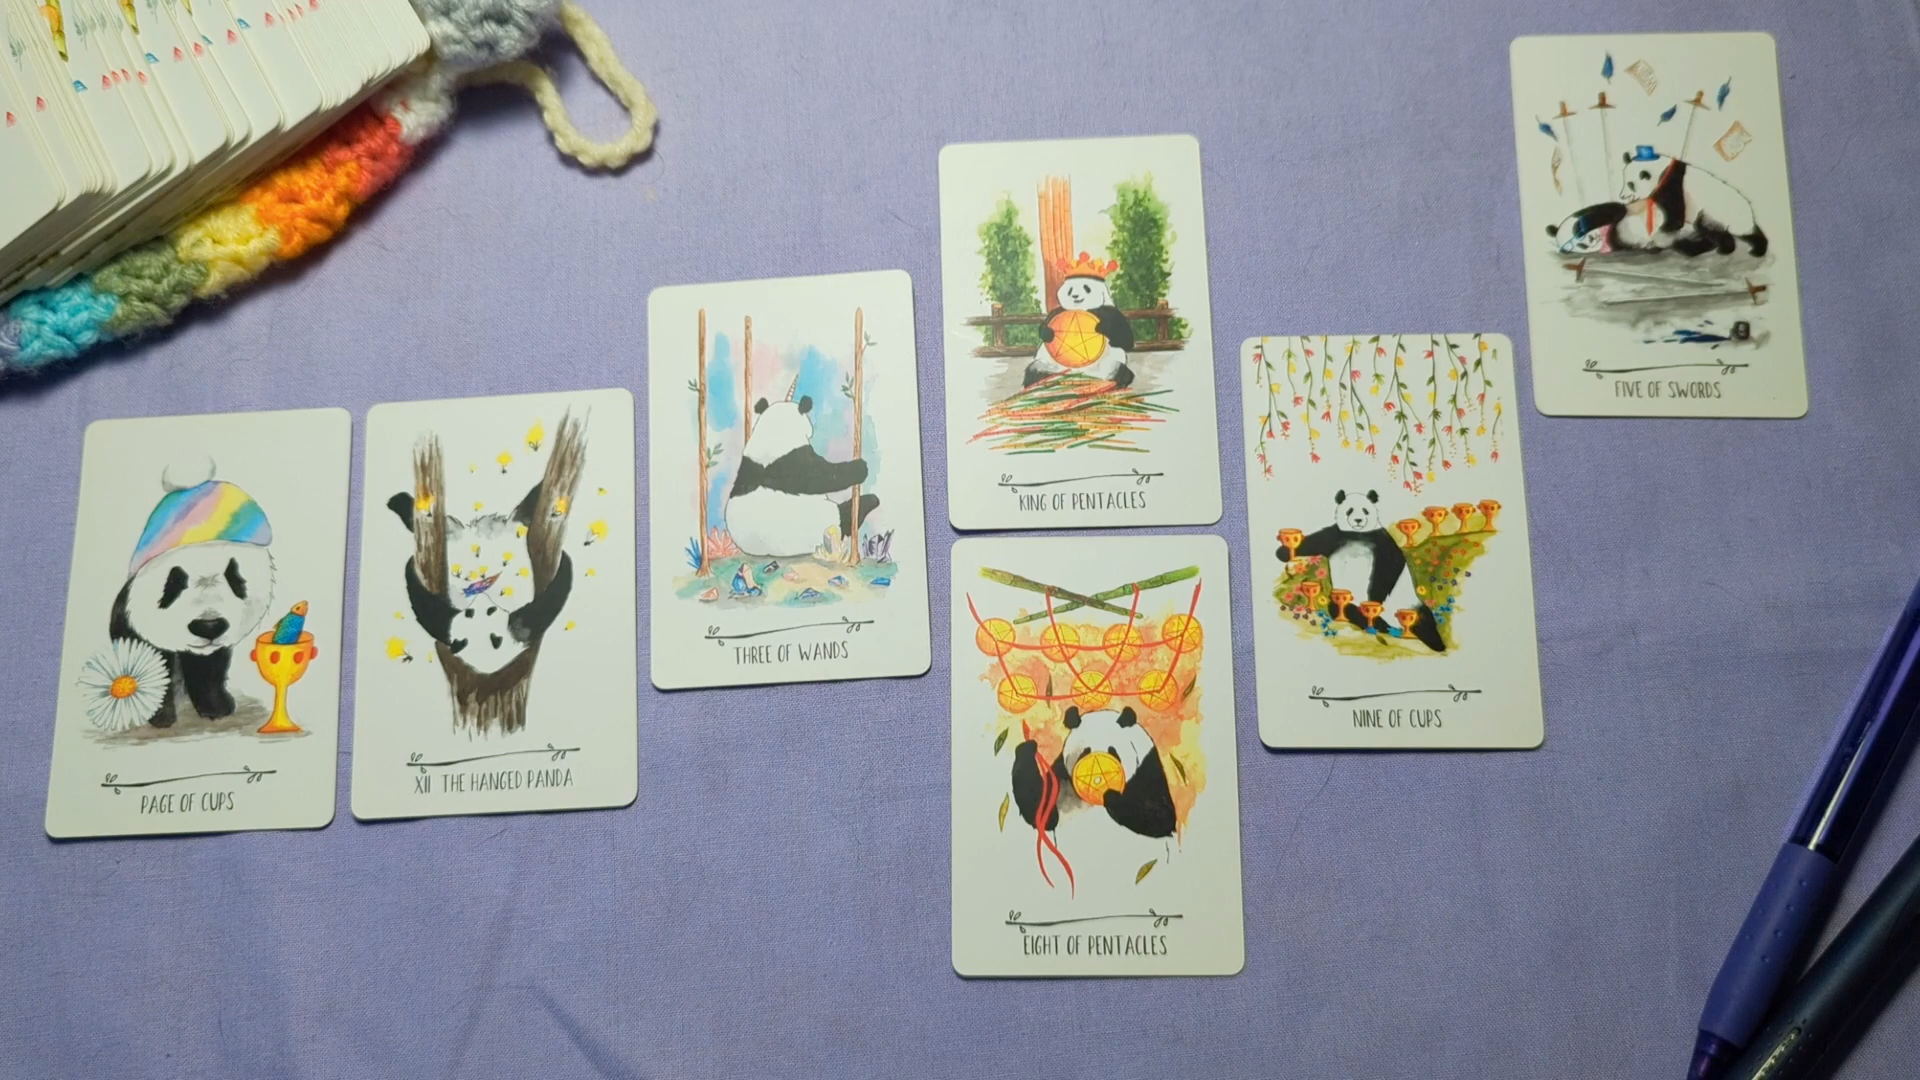 FIVE OF SWORDS
KING OF PENTACLES
THREE OF WANDS
NINE OF CUPS
XII THE HANGED PANDA
PAGE OF CUPS
EIGHT OF PENTACLES